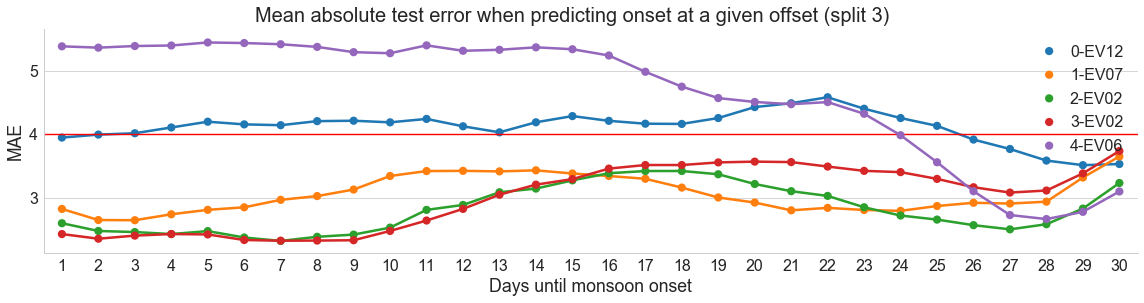 Mean absolute test error when predicting onset at a given offset (split 3)
MAE
5
4
3
0-EV12
1-EV07
2-EV02
3-EV02
4-EV06
1 2 3 4 5 6 7 8 9 10 11 12 13 14 15 16 17 18 19 20 21 22 23 24 25 26 27 28 29 30
Days until monsoon onset